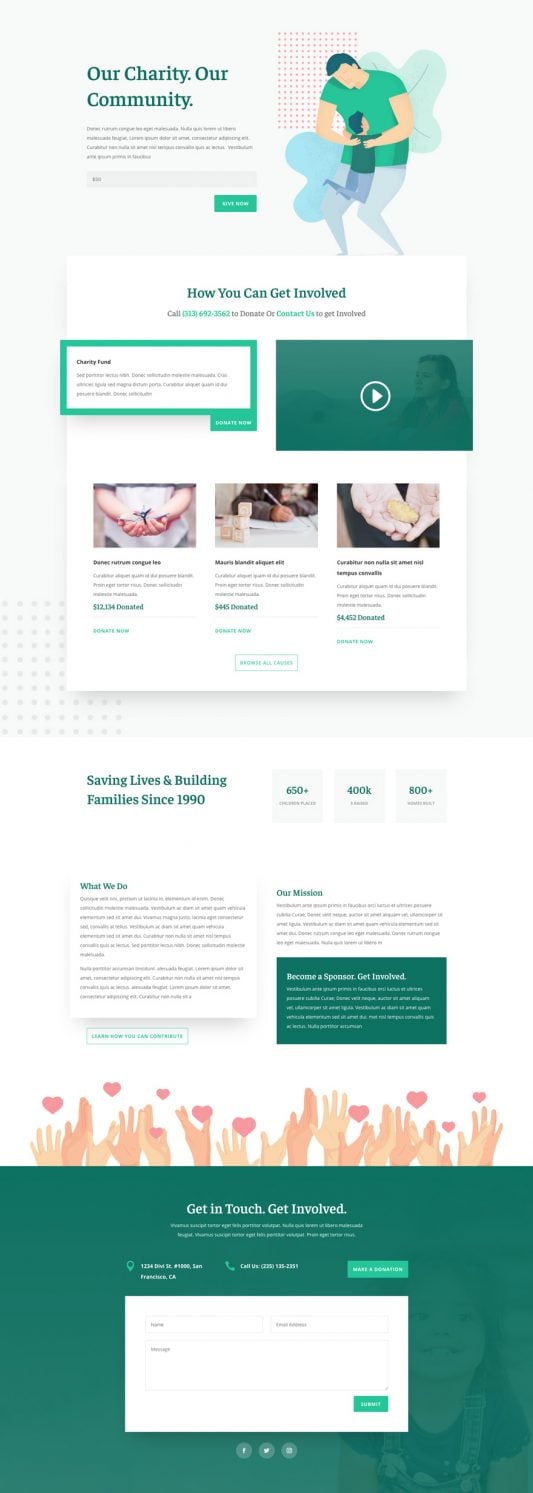 Our Charity. Our
Community.
Donec rutrum congue leo eget malesuada. Nulla quis lorem ut libero
malesuada feugiat. Lorem ipsum dolor sit amet, consectetur adipiscing elit.
Curabitur non nulla sit amet nisl tempus convallis quis ac lectus. Vestibulum
ante ipsum primis in faucibus
$50
GIVE NOW
How You Can Get Involved
Call (313) 692-3562 to Donate Or Contact Us to get Involved
Charity Fund
Sed porttitor lectus nibh. Donec sollicitudin molestie malesuada. Cras
ultricies ligula sed magna dictum porta. Curabitur aliquet quam id dui
posuere blandit. Donec sollicitudin
DONATE NOW
Donec rutrum congue leo
Curabitur aliquet quam id dui posuere blandit.
Proin eget tortor risus. Donec sollicitudin
molestie malesuada.
$12,134 Donated
DONATE NOW
Mauris blandit aliquet elit
Curabitur aliquet quam id dui posuere blandit.
Proin eget tortor risus. Donec sollicitudin
molestie malesuada.
$445 Donated
DONATE NOW
Curabitur non nulla sit amet nisl
tempus convallis
Curabitur aliquet quam id dui posuere blandit.
Proin eget tortor risus. Donec sollicitudin
molestie malesuada.
$4,452 Donated
DONATE NOW
BROWSE ALL CAUSES
Saving Lives & Building
Families Since 1990
650+
CHILDREN PLACED
400k
$ RAISED
800+
HOMES BUILT
What We Do
Quisque velit nisi, pretium ut lacinia in, elementum id enim. Donec
sollicitudin molestie malesuada. Vestibulum ac diam sit amet quam vehicula
elementum sed sit amet dui. Vivamus magna justo, lacinia eget consectetur
sed, convallis at tellus. Vestibulum ac diam sit amet quam vehicula
elementum sed sit amet dui. Curabitur non nulla sit amet nisl tempus
convallis quis ac lectus. Sed porttitor lectus nibh. Donec sollicitudin molestie
malesuada.
Nulla porttitor accumsan tincidunt. alesuada feugiat. Lorem ipsum dolor sit
amet, consectetur adipiscing elit. Curabitur non nulla sit amet nisl tempus
convallis quis ac lectus. alesuada feugiat. Lorem ipsum dolor sit amet,
consectetur adipiscing elit. Curabitur non nulla sit a
LEARN HOW YOU CAN CONTRIBUTE
Our Mission
Vestibulum ante ipsum primis in faucibus orci luctus et ultrices posuere
cubilia Curae; Donec velit neque, auctor sit amet aliquam vel, ullamcorper sit
amet ligula. Vestibulum ac diam sit amet quam vehicula elementum sed sit
amet dui. Donec rutrum congue leo eget malesuada. Donec rutrum congue
leo eget malesuada. Nulla quis lorem ut libero m
Become a Sponsor. Get Involved.
Vestibulum ante ipsum primis in faucibus orci luctus et ultrices
posuere cubilia Curae; Donec velit neque, auctor sit amet aliquam
vel, ullamcorper sit amet ligula. Vestibulum ac diam sit amet quam
vehicula elementum sed sit amet dui. met nisl tempus convallis quis
ac lectus. Nulla porttitor accumsan
Get in Touch. Get Involved.
Vivamus suscipit tortor eget felis porttitor volutpat. Nulla quis lorem ut libero malesuada
feugiat. Vivamus suscipit tortor eget felis porttitor volutpat. Proin eget tortor risus.
1234 Divi St. #1000, San
Francisco, CA
Call Us: (235) 135-2351
MAKE A DONATION
Name
Email Address
Message
SUBMIT